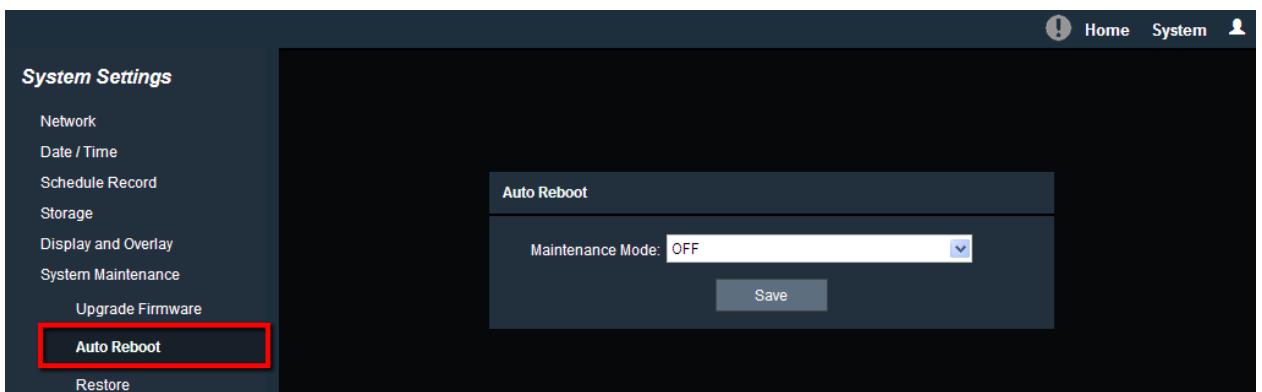 Home System
System Settings
Network
Date / Time
Schedule Record
Storage
Display and Overlay
System Maintenance
Upgrade Firmware
Auto Reboot
Restore
Auto Reboot
Maintenance Mode: OFF
Save